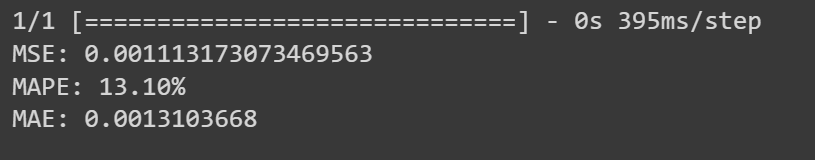 1/1 [==============================] - 0s 395ms/step
MSE: 0.001113173073469563
MAPE: 13.10%
MAE: 0.0013103668